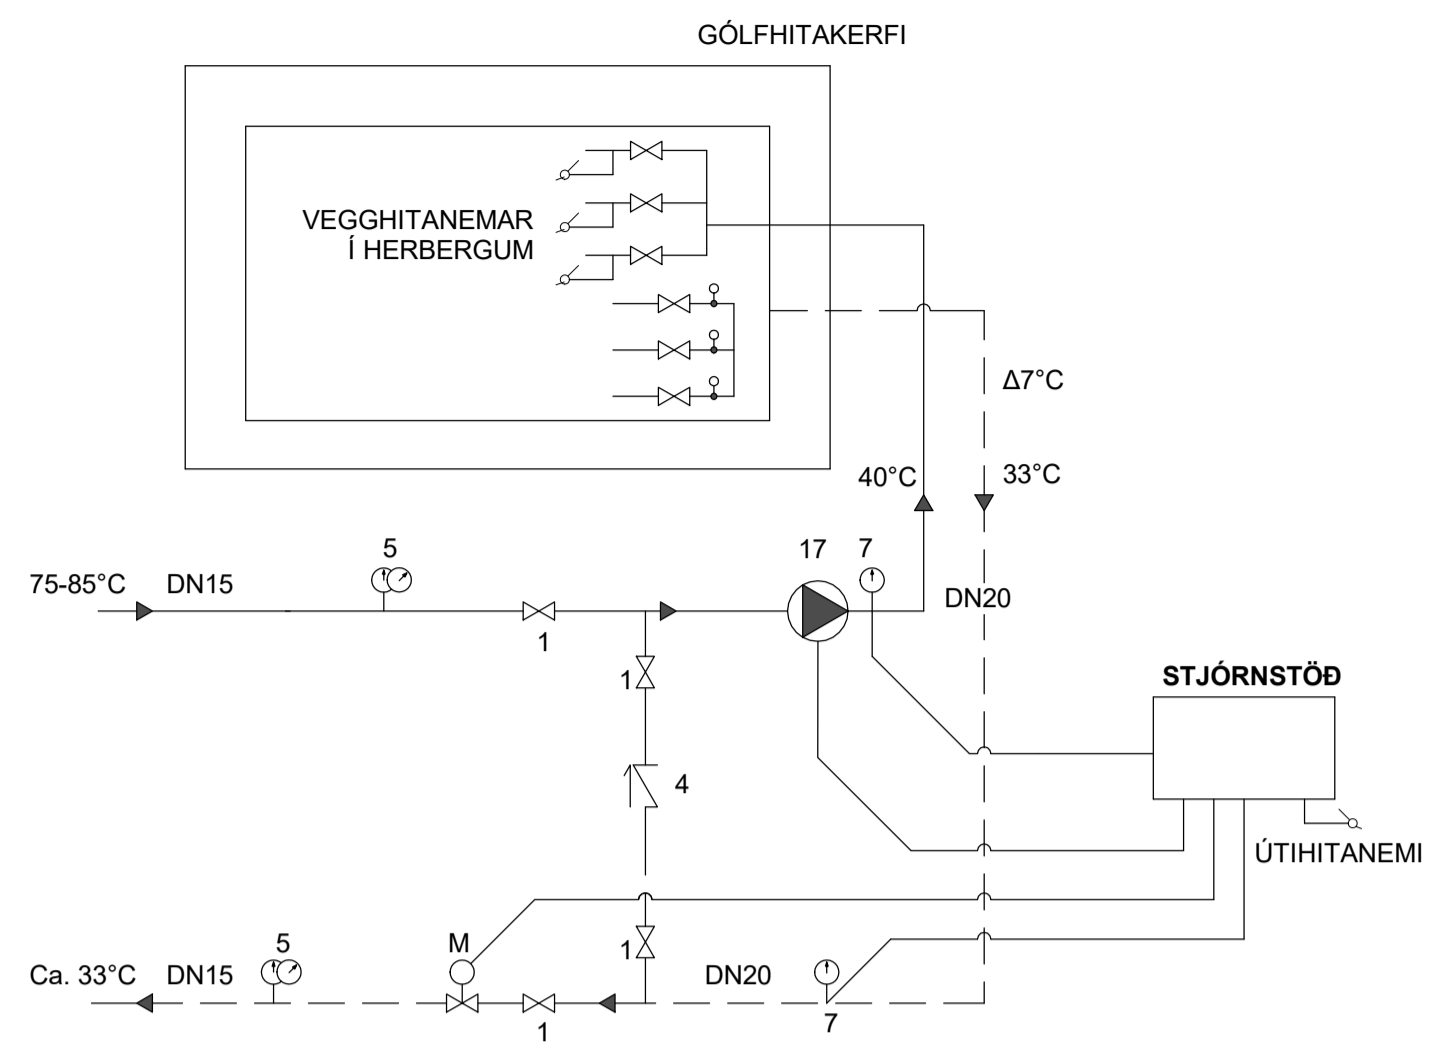 GÓLFHITAKERFI
VEGGHITANEMAR
Í HERBERGUM
Δ7°C
40°C
33°C
5
17
7
75-85°C
DN15
DN20
1
1
STJÓRNSTÖÐ
4
ÚTIHITANEMI
5
M
1
Ca. 33°C
DN15
DN20
1
7